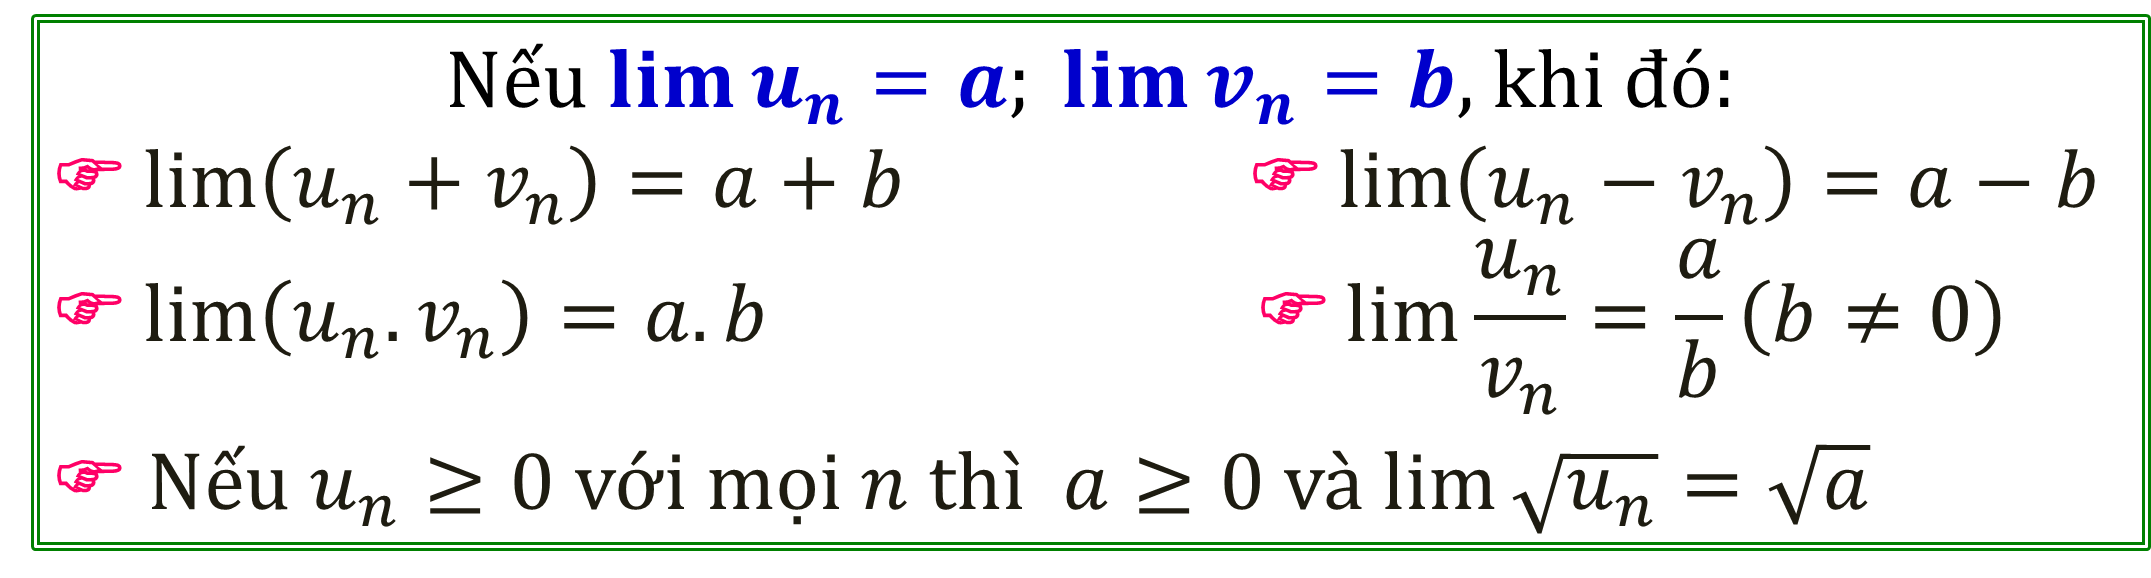 Nếu lim uₙ = a; lim vₙ = b, khi đó:
☞ lim(uₙ + vₙ) = a + b ☞ lim(uₙ − vₙ) = a − b
☞ lim(uₙ. vₙ) = a. b ☞ lim uₙ/vₙ = a/b (b ≠ 0)
☞ Nếu uₙ ≥ 0 với mọi n thì a ≥ 0 và lim √uₙ = √a